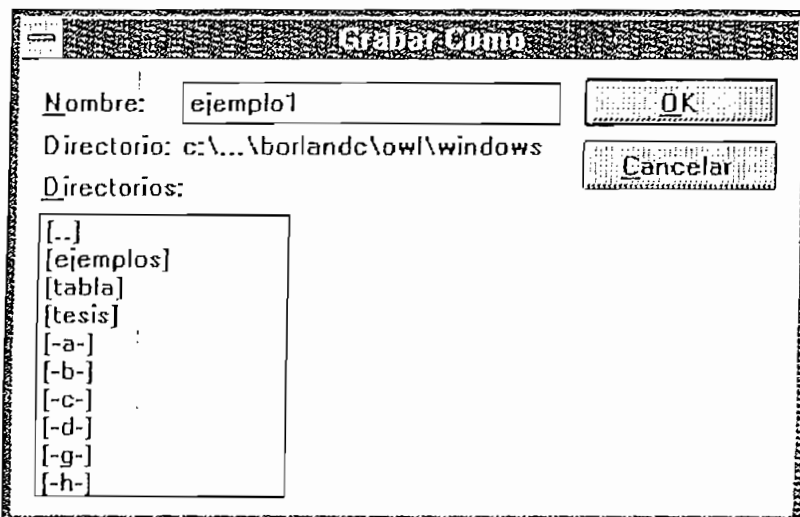 Grabar Como
Nombre: ejemplo1 OK
Directorio: c:\...\borlandc\owl\windows
Cancelar
Directorios:
[..]
[ejemplos]
[tabla]
[tesis]
[-a-]
[-b-]
[-c-]
[-d-]
[-g-]
[-h-]